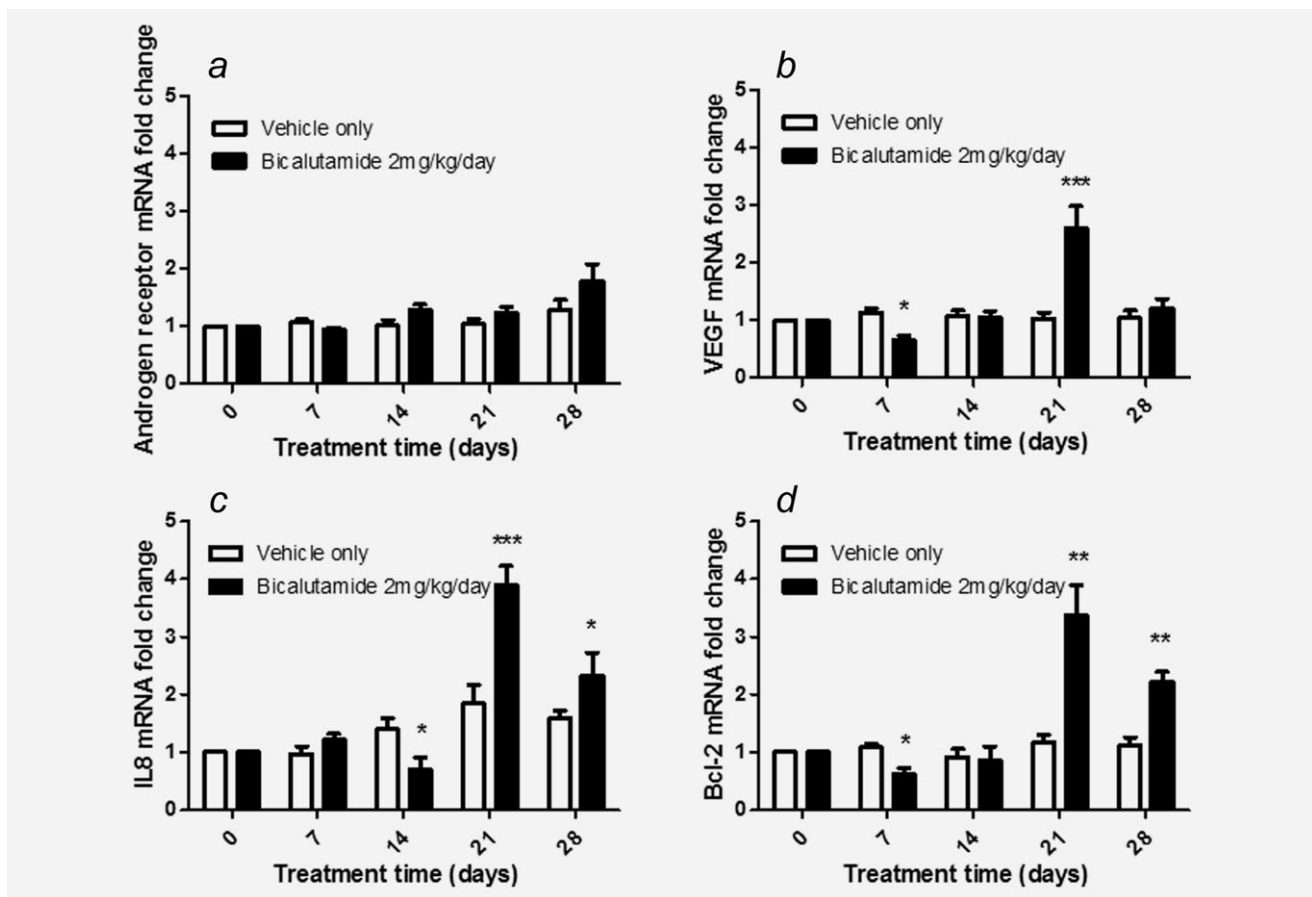 a
Androgen receptor mRNA fold change
5
4
3
2
1
0
Vehicle only
Bicalutamide 2mg/kg/day
0 7 14 21 28
Treatment time (days)
b
VEGF mRNA fold change
5
4
3
2
1
0
Vehicle only
Bicalutamide 2mg/kg/day
*
***
0 7 14 21 28
Treatment time (days)
c
IL8 mRNA fold change
5
4
3
2
1
0
Vehicle only
Bicalutamide 2mg/kg/day
*
***
*
0 7 14 21 28
Treatment time (days)
d
Bcl-2 mRNA fold change
5
4
3
2
1
0
Vehicle only
Bicalutamide 2mg/kg/day
*
**
**
0 7 14 21 28
Treatment time (days)